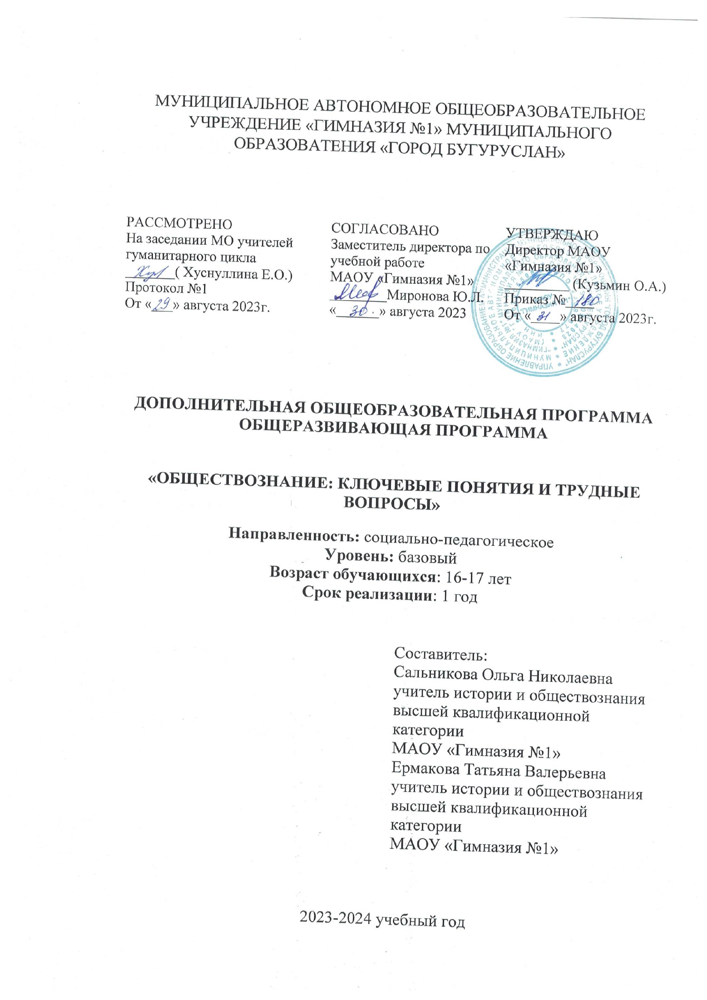 МУНИЦИПАЛЬНОЕ АВТОНОМНОЕ ОБЩЕОБРАЗОВАТЕЛЬНОЕ
УЧРЕЖДЕНИЕ «ГИМНАЗИЯ №1» МУНИЦИПАЛЬНОГО
ОБРАЗОВАТЕНИЯ «ГОРОД БУГУРУСЛАН»
РАССМОТРЕНО
На заседании МО учителей
гуманитарного цикла
( Хуснуллина Е.О.)
Протокол №1
От «29» августа 2023г.
СОГЛАСОВАНО
Заместитель директора по
учебной работе
МАОУ «Гимназия №1»
Миронова Ю.Л.
«30.» августа 2023
УТВЕРЖДАЮ
Директор МАОУ
«Гимназия №1»
(Кузьмин О.А.)
Приказ № 180
От «31» августа 2023г.
ДОПОЛНИТЕЛЬНАЯ ОБЩЕОБРАЗОВАТЕЛЬНАЯ ПРОГРАММА
ОБЩЕРАЗВИВАЮЩАЯ ПРОГРАММА
«ОБЩЕСТВОЗНАНИЕ: КЛЮЧЕВЫЕ ПОНЯТИЯ И ТРУДНЫЕ
ВОПРОСЫ»
Направленность: социально-педагогическое
Уровень: базовый
Возраст обучающихся: 16-17 лет
Срок реализации: 1 год
Составитель:
Сальникова Ольга Николаевна
учитель истории и обществознания
высшей квалификационной
категории
МАОУ «Гимназия №1»
Ермакова Татьяна Валерьевна
учитель истории и обществознания
высшей квалификационной
категории
МАОУ «Гимназия №1»
2023-2024 учебный год